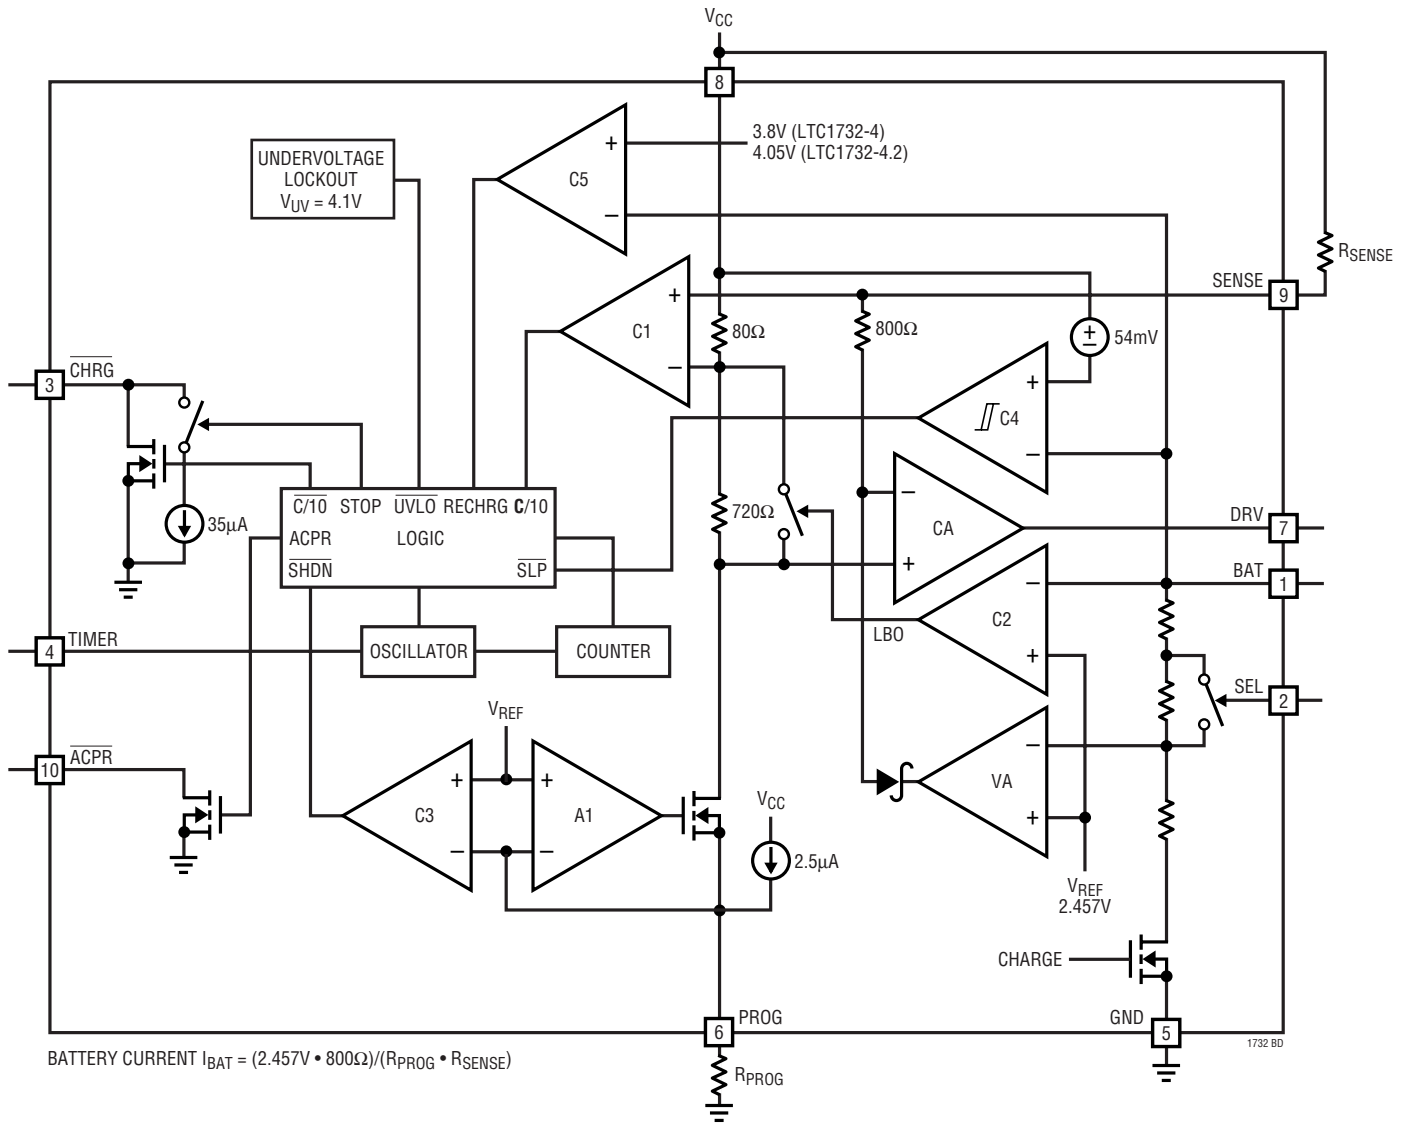 VCC
8
3.8V (LTC1732-4)
4.05V (LTC1732-4.2)
+
C5
–
UNDERVOLTAGE
LOCKOUT
VUV = 4.1V
RSENSE
SENSE
9
+
C1
–
80Ω
800Ω
+
–
54mV
CHRG
3
+
C4
–
35µA
C/10 STOP UVLO RECHRG C/10
ACPR LOGIC
SHDN SLP
720Ω
–
CA
+
DRV
7
BAT
1
–
C2
+
LBO
TIMER
4
OSCILLATOR
COUNTER
SEL
2
VREF
ACPR
10
+
C3
–
+
A1
–
VCC
2.5µA
–
VA
+
VREF
2.457V
CHARGE
6
PROG
GND
5
1732 BD
BATTERY CURRENT IBAT = (2.457V • 800Ω)/(RPROG • RSENSE)
RPROG